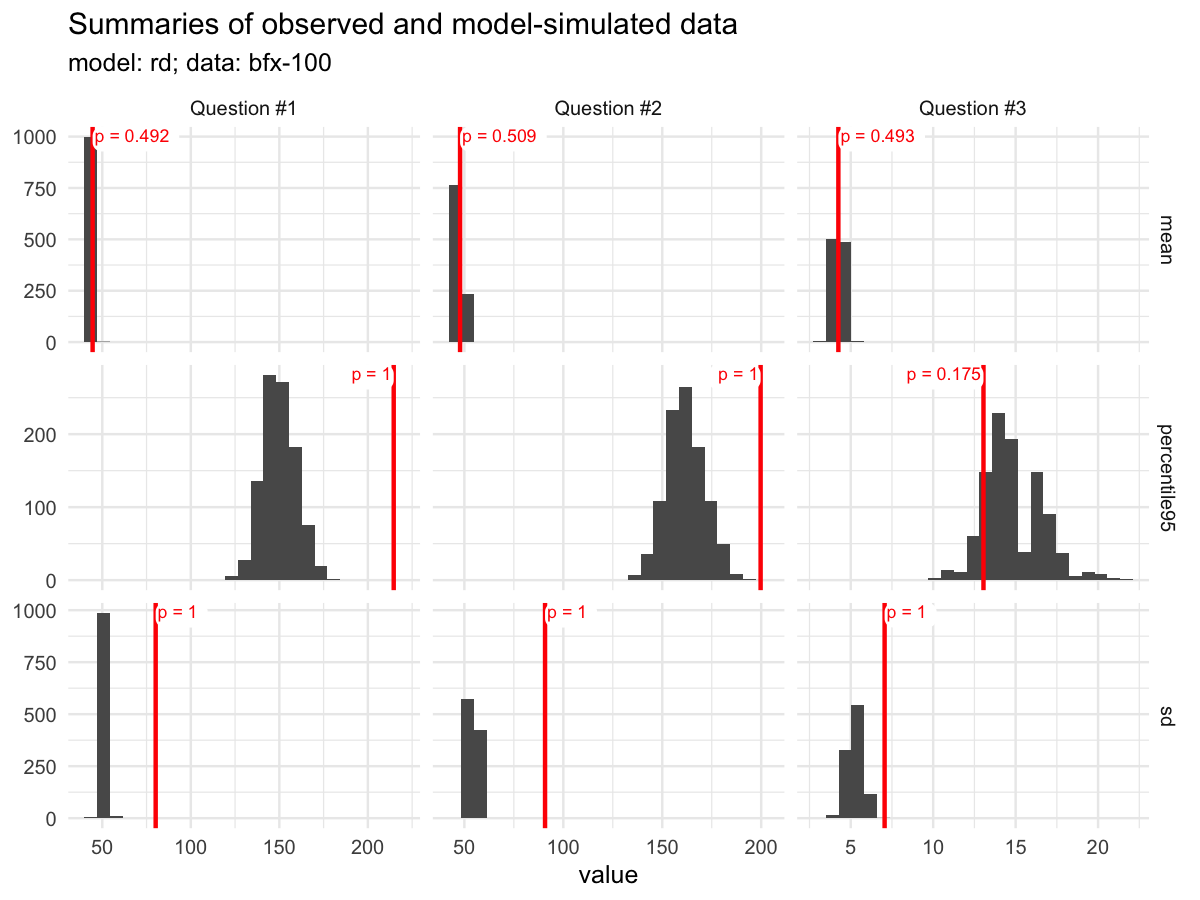 Summaries of observed and model-simulated data
model: rd; data: bfx-100
Question #1 Question #2 Question #3
1000
750
500
250
0
p = 0.492
p = 0.509
p = 0.493
mean
200
100
0
p = 1
p = 1
p = 0.175
percentile95
1000
750
500
250
0
p = 1
p = 1
p = 1
sd
50 100 150 200
50 100 150 200
5 10 15 20
value